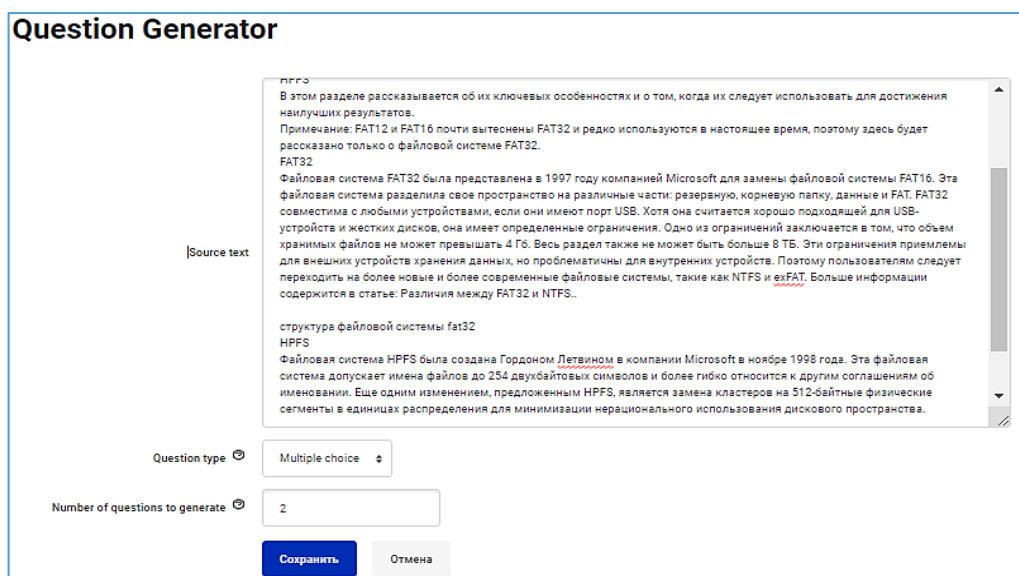 Question Generator
HPFS
В этом разделе рассказывается об их ключевых особенностях и о том, когда их следует использовать для достижения
наилучших результатов.
Примечание: FAT12 и FAT16 почти вытеснены FAT32 и редко используются в настоящее время, поэтому здесь будет
рассказано только о файловой системе FAT32.
FAT32
Файловая система FAT32 была представлена в 1997 году компанией Microsoft для замены файловой системы FAT16. Эта
файловая система разделила свое пространство на различные части: резервную, корневую папку, данные и FAT. FAT32
совместима с любыми устройствами, если они имеют порт USB. Хотя она считается хорошо подходящей для USB-
устройств и жестких дисков, она имеет определенные ограничения. Одно из ограничений заключается в том, что объем
хранимых файлов не может превышать 4 Гб. Весь раздел также не может быть больше 8 ТБ. Эти ограничения приемлемы
для внешних устройств хранения данных, но проблематичны для внутренних устройств. Поэтому пользователям следует
переходить на более новые и более современные файловые системы, такие как NTFS и exFAT. Больше информации
содержится в статье: Различия между FAT32 и NTFS..
структура файловой системы fat32
HPFS
Файловая система HPFS была создана Гордоном Летвином в компании Microsoft в ноябре 1998 года. Эта файловая
система допускает имена файлов до 254 двухбайтовых символов и более гибко относится к другим соглашениям об
именовании. Еще одним изменением, предложенным HPFS, является замена кластеров на 512-байтные физические
сегменты в единицах распределения для минимизации нерационального использования дискового пространства.
Source text
Question type
Multiple choice
Number of questions to generate
2
Сохранить
Отмена